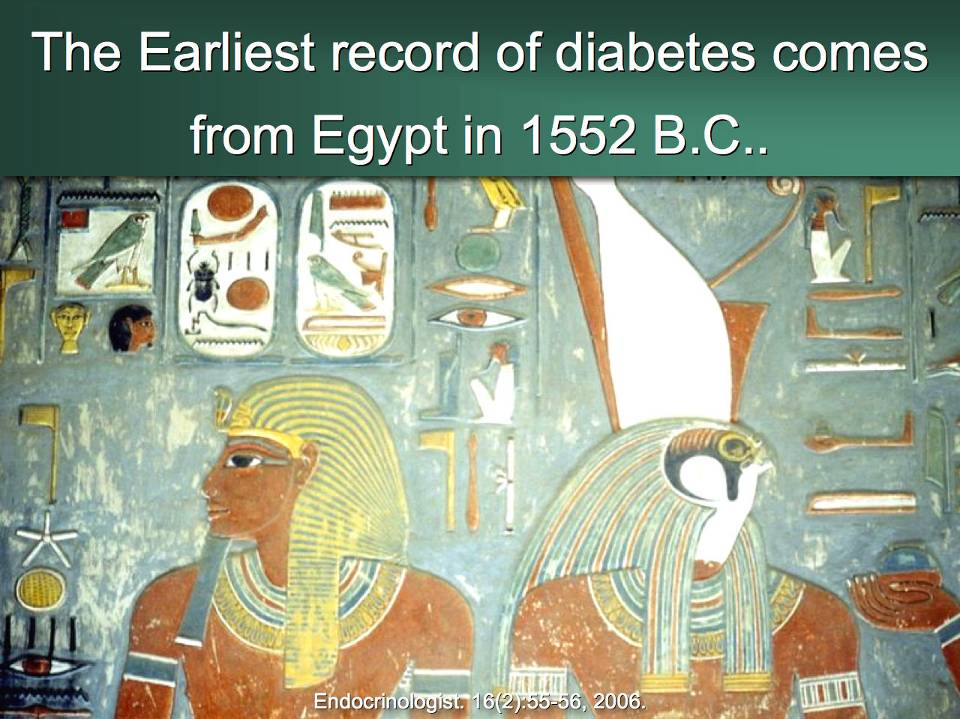 The Earliest record of diabetes comes
from Egypt in 1552 B.C..
Endocrinologist. 16(2):55-56, 2006.